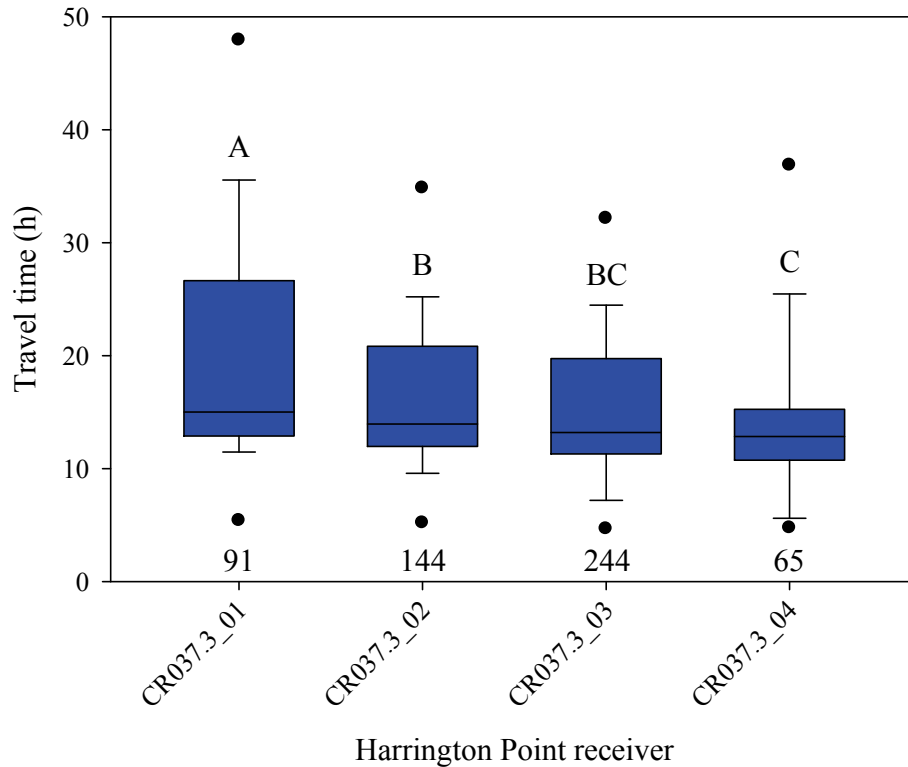 50
40
30
20
10
0
Travel time (h)
A
B
BC
C
91 144 244 65
CR037.3_01
CR037.3_02
CR037.3_03
CR037.3_04
Harrington Point receiver